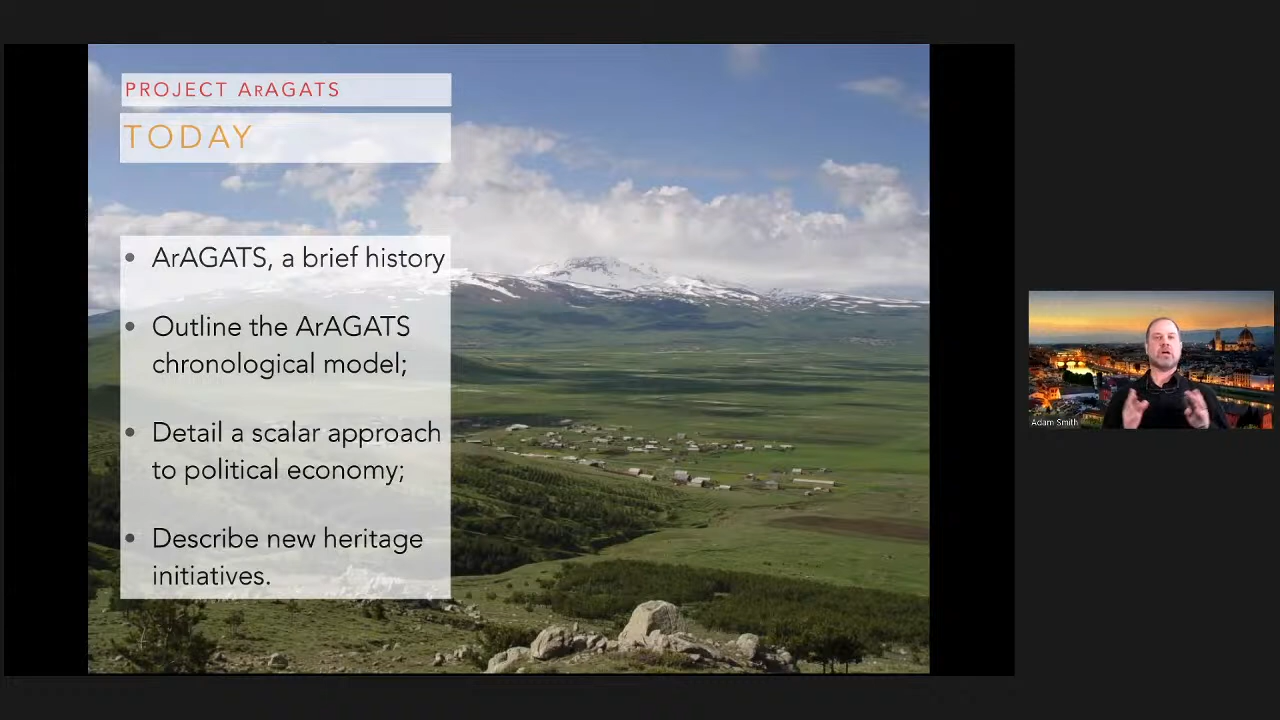 PROJECT ArAGATS
TODAY
• ArAGATS, a brief history
• Outline the ArAGATS
chronological model;
• Detail a scalar approach
to political economy;
• Describe new heritage
initiatives.
Adam Smith